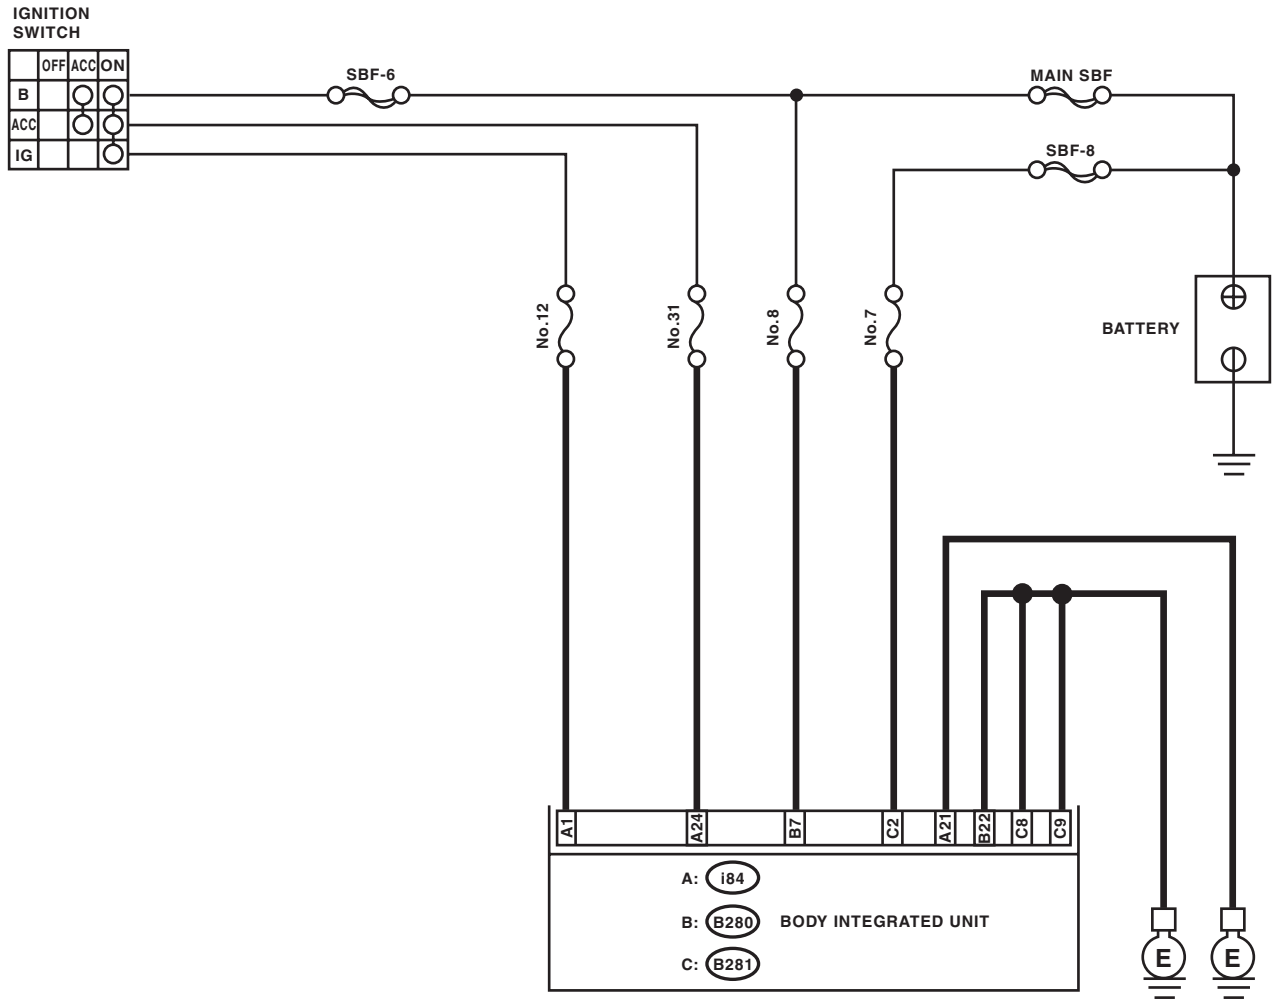 IGNITION
SWITCH
OFF ACC ON
B
ACC
IG
SBF-6
MAIN SBF
SBF-8
No.12
No.31
No.8
No.7
BATTERY
A1
A24
B7
C2
A21
B22
C8
C9
A: i84
B: B280
BODY INTEGRATED UNIT
C: B281
E
E